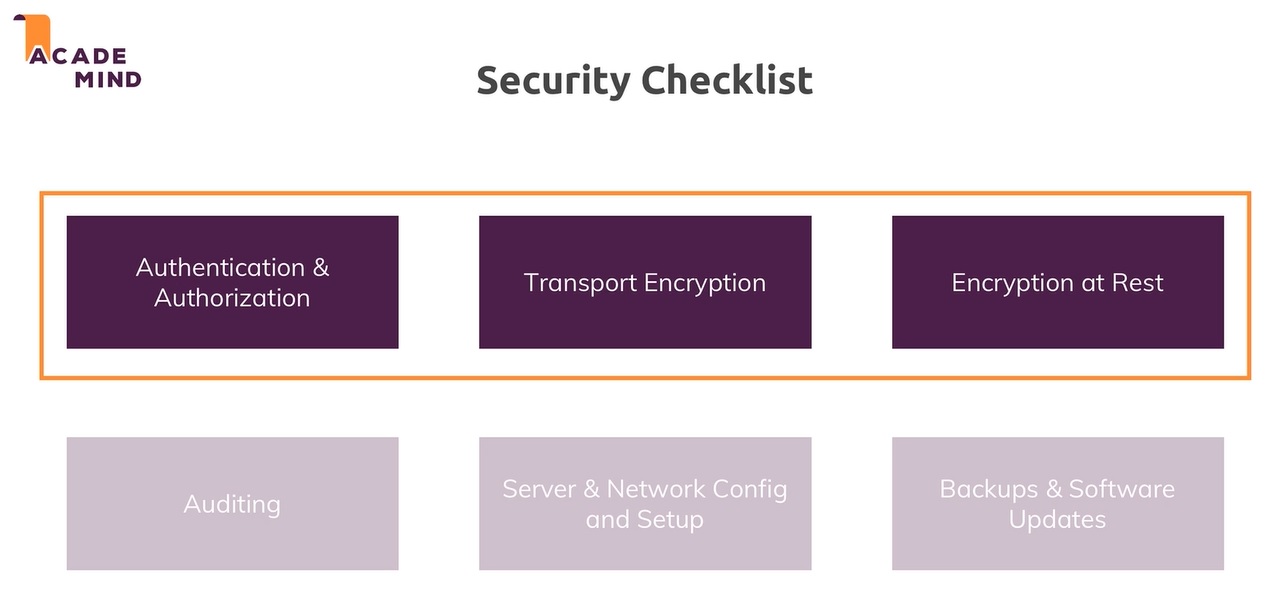 ACADE
MIND
Security Checklist
Authentication &
Authorization
Transport Encryption
Encryption at Rest
Auditing
Server & Network Config
and Setup
Backups & Software
Updates